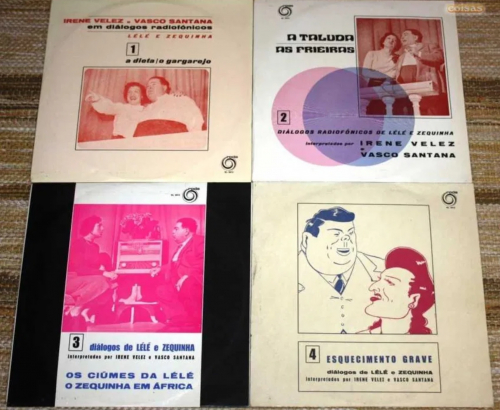 COISAS
IRENE VELEZ e VASCO SANTANA
em diálogos radiofónicos
LÉLÉ E ZEQUINHA
1
a dieta/o gargarejo
A TALUDA
AS FRIEIRAS
2
DIÁLOGOS RADIOFÓNICOS DE LÉLÉ E ZEQUINHA
interpretados por IRENE VELEZ
e
VASCO SANTANA
3
diálogos de LÉLÉ e ZEQUINHA
interpretados por IRENE VELEZ e VASCO SANTANA
OS CIÚMES DA LÉLÉ
O ZEQUINHA EM ÁFRICA
4
ESQUECIMENTO GRAVE
diálogos de LÉLÉ e ZEQUINHA
interpretados por IRENE VELEZ e VASCO SANTANA